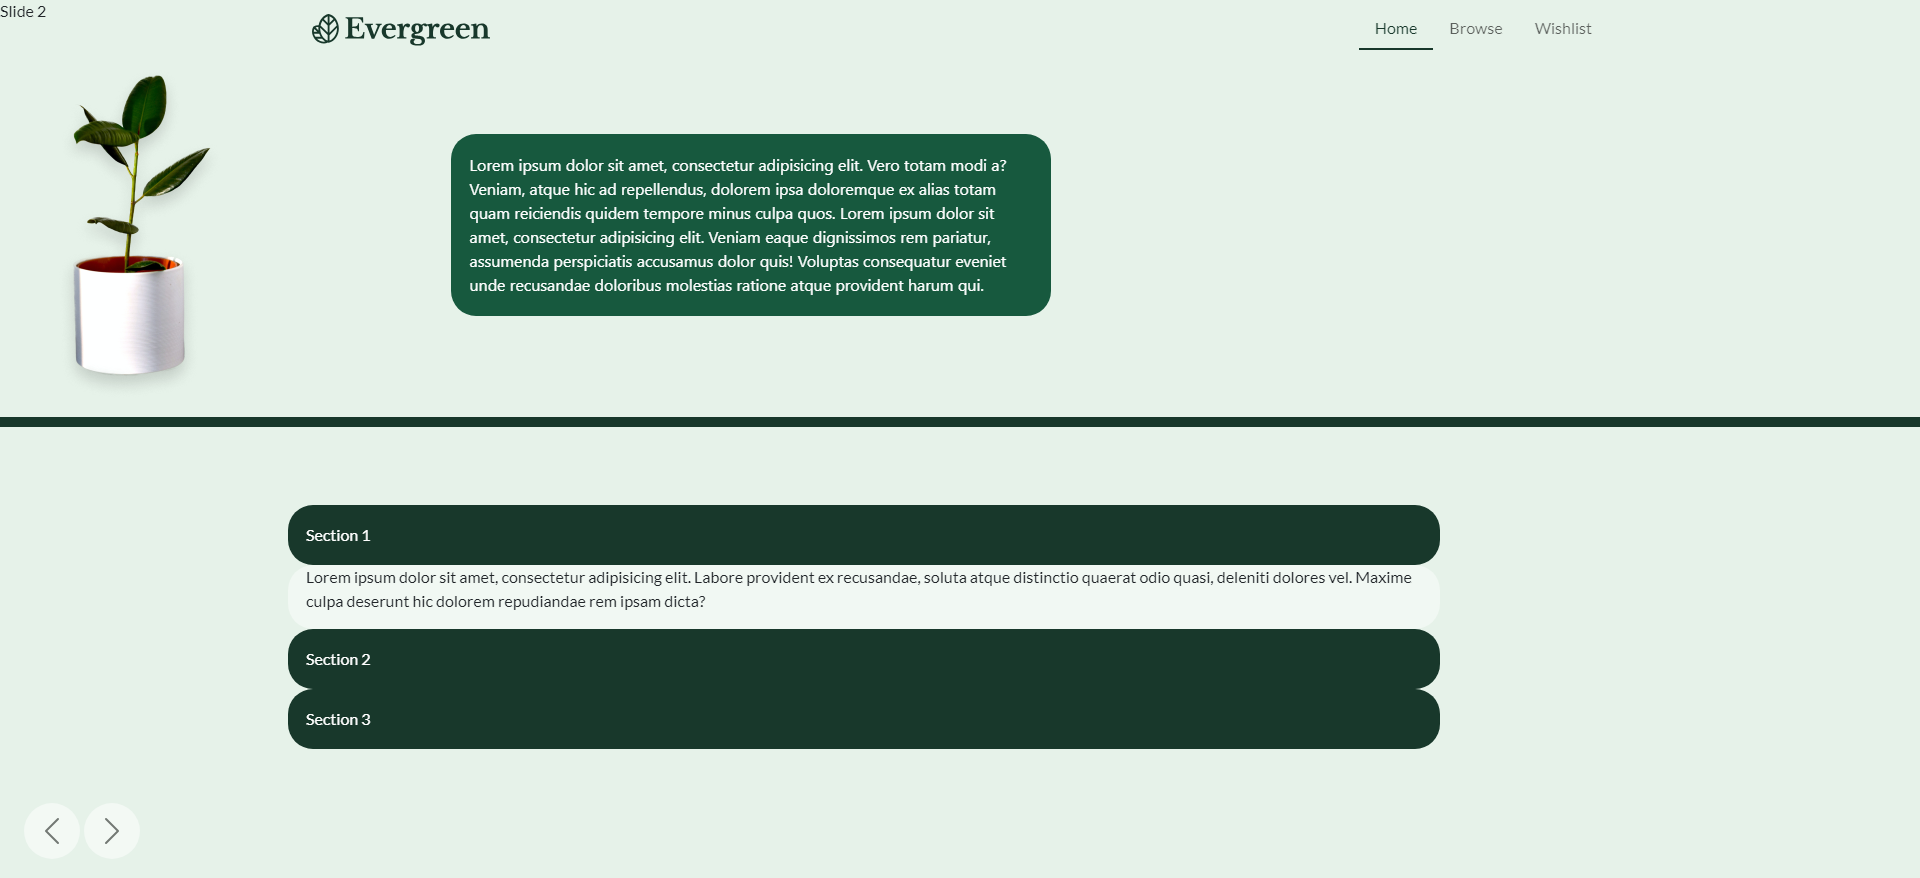 Slide 2
Evergreen
Home
Browse
Wishlist
Lorem ipsum dolor sit amet, consectetur adipisicing elit. Vero totam modi a?
Veniam, atque hic ad repellendus, dolorem ipsa doloremque ex alias totam
quam reiciendis quidem tempore minus culpa quos. Lorem ipsum dolor sit
amet, consectetur adipisicing elit. Veniam eaque dignissimos rem pariatur,
assumenda perspiciatis accusamus dolor quis! Voluptas consequatur eveniet
unde recusandae doloribus molestias ratione atque provident harum qui.
Section 1
Lorem ipsum dolor sit amet, consectetur adipisicing elit. Labore provident ex recusandae, soluta atque distinctio quaerat odio quasi, deleniti dolores vel. Maxime
culpa deserunt hic dolorem repudiandae rem ipsam dicta?
Section 2
Section 3